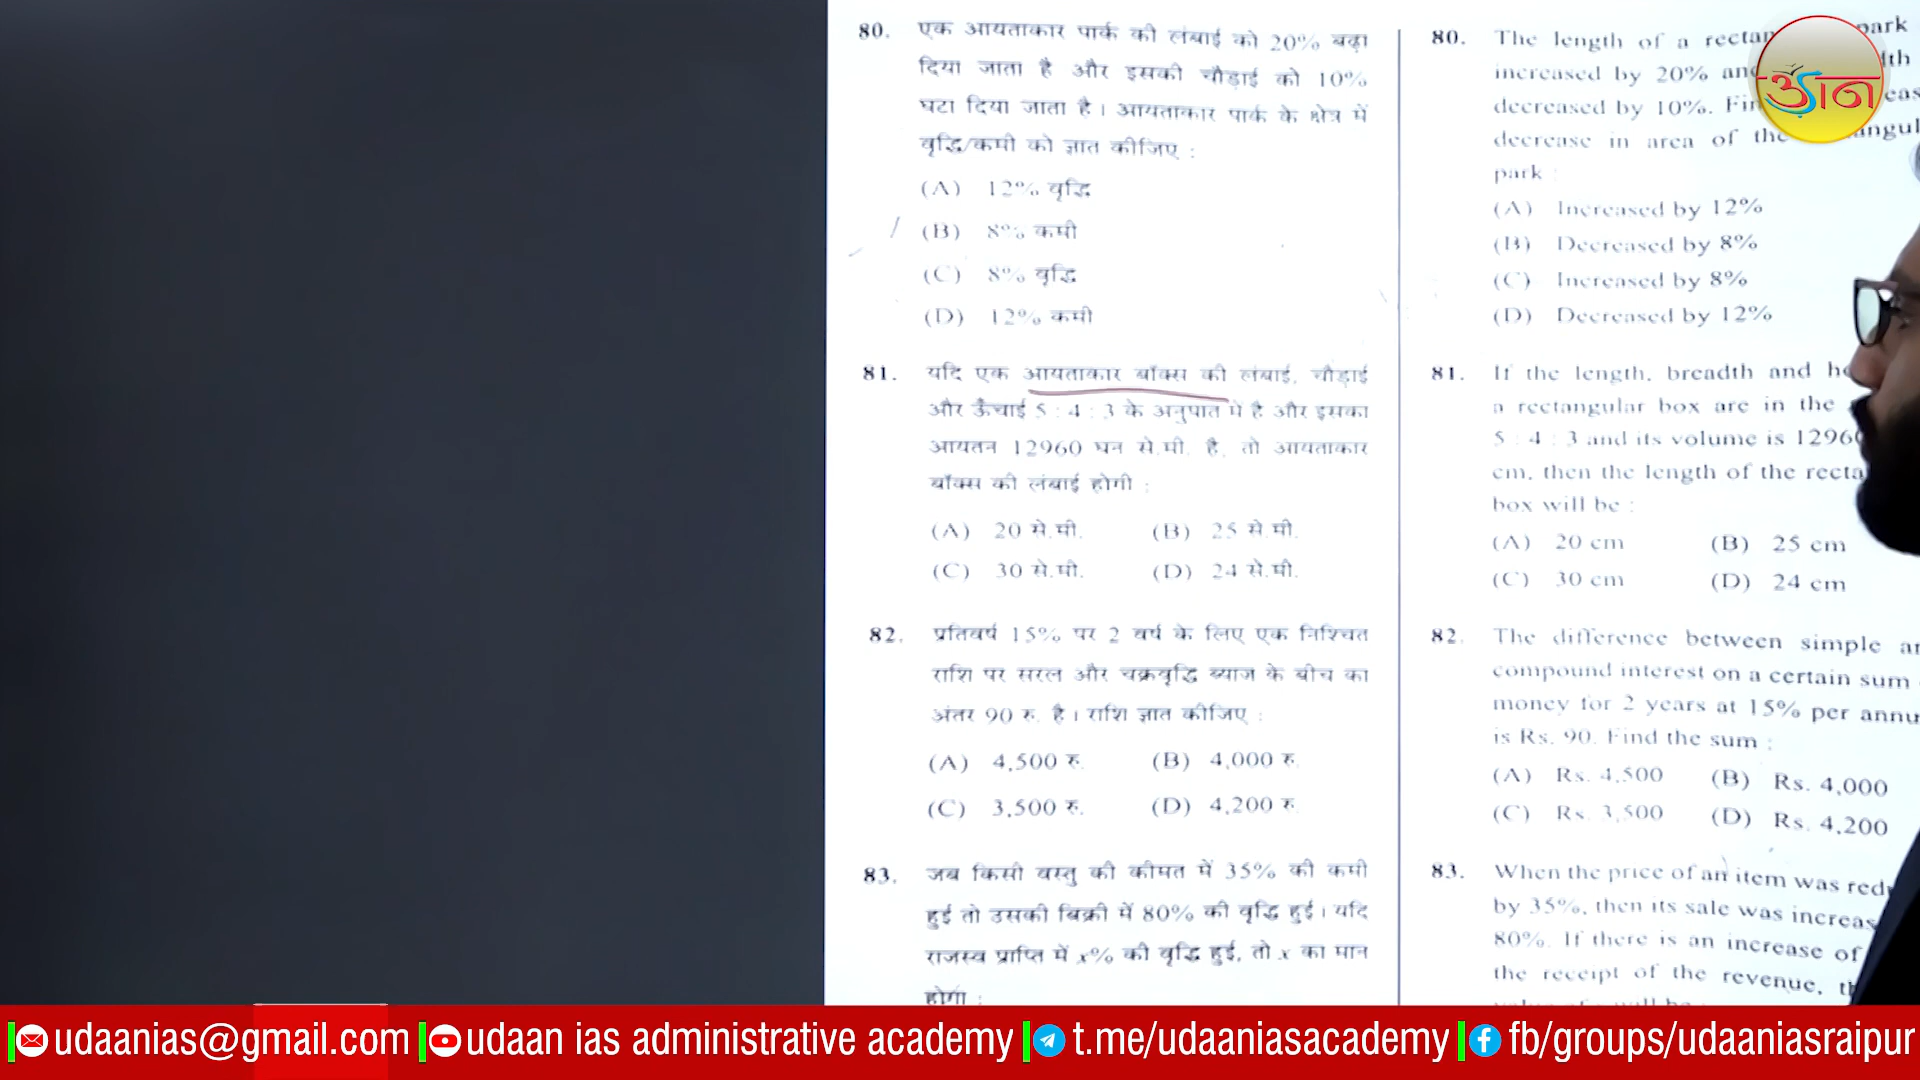 80. एक आयताकार पार्क की लंबाई को 20% बढ़ा
दिया जाता है और इसकी चौड़ाई को 10%
घटा दिया जाता है। आयताकार पार्क के क्षेत्र में
वृद्धि/कमी को ज्ञात कीजिए :
(A) 12% वृद्धि
(B) 8% कमी
(C) 8% वृद्धि
(D) 12% कमी
81. यदि एक आयताकार बॉक्स की लंबाई, चौड़ाई
और ऊँचाई 5 : 4 : 3 के अनुपात में है और इसका
आयतन 12960 घन से.मी. है, तो आयताकार
बॉक्स की लंबाई होगी :
(A) 20 से.मी. (B) 25 से.मी.
(C) 30 से.मी. (D) 24 से.मी.
82. प्रतिवर्ष 15% पर 2 वर्ष के लिए एक निश्चित
राशि पर सरल और चक्रवृद्धि ब्याज के बीच का
अंतर 90 रु. है। राशि ज्ञात कीजिए :
(A) 4,500 रु. (B) 4,000 रु.
(C) 3,500 रु. (D) 4,200 रु.
83. जब किसी वस्तु की कीमत में 35% की कमी
हुई तो उसकी बिक्री में 80% की वृद्धि हुई। यदि
राजस्व प्राप्ति में x% की वृद्धि हुई, तो x का मान
होगा :
80. The length of a park
increased by 20%
decreased by 10%.
decrease in area of the
park :
(A) Increased by 12%
(B) Decreased by 8%
(C) Increased by 8%
(D) Decreased by 12%
81. If the length, breadth and
a rectangular box are in the
5 : 4 : 3 and its volume is
cm, then the length of the
box will be :
(A) 20 cm (B) 25 cm
(C) 30 cm (D) 24 cm
82. The difference between simple
compound interest on a certain sum
money for 2 years at 15% per
is Rs. 90. Find the sum :
(A) Rs. 4,500 (B) Rs. 4,000
(C) Rs. 3,500 (D) Rs. 4,200
83. When the price of an item was
by 35%, then its sale was
80%. If there is an increase of
the receipt of the revenue,
उड़ान
udaanias@gmail.com udaan ias administrative academy t.me/udaaniasacademy fb/groups/udaaniasraipur